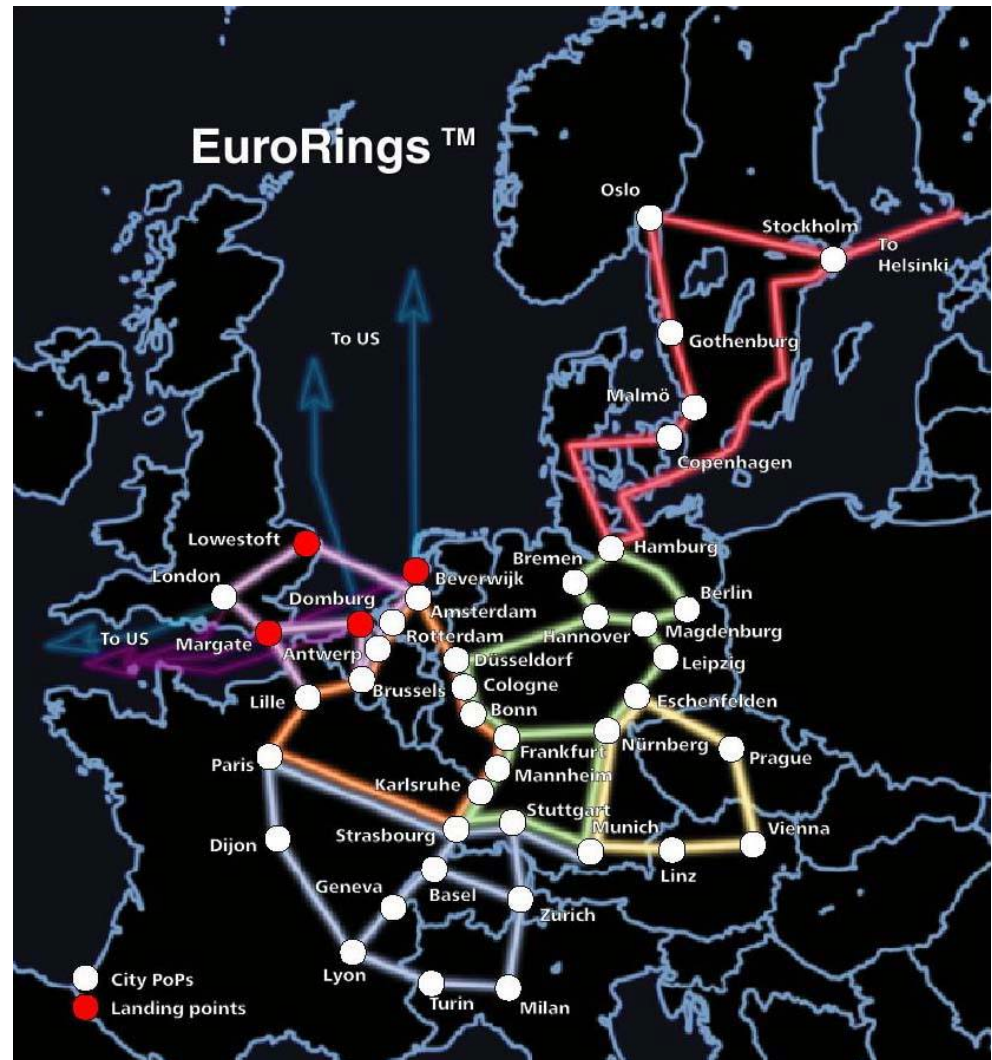 EuroRings TM
Oslo
Stockholm
To
Helsinki
To US
Gothenburg
Malmö
Copenhagen
Lowestoft
Hamburg
Bremen
Beverwijk
London
Berlin
Domburg
Amsterdam
Rotterdam
Hannover
Magdenburg
To US
Margate
Antwerp
Düsseldorf
Leipzig
Cologne
Brussels
Eschenfelden
Lille
Bonn
Frankfurt
Nürnberg
Prague
Paris
Mannheim
Karlsruhe
Stuttgart
Munich
Vienna
Strasbourg
Dijon
Linz
Geneva
Basel
Zurich
Lyon
City PoPs
Turin
Milan
Landing points